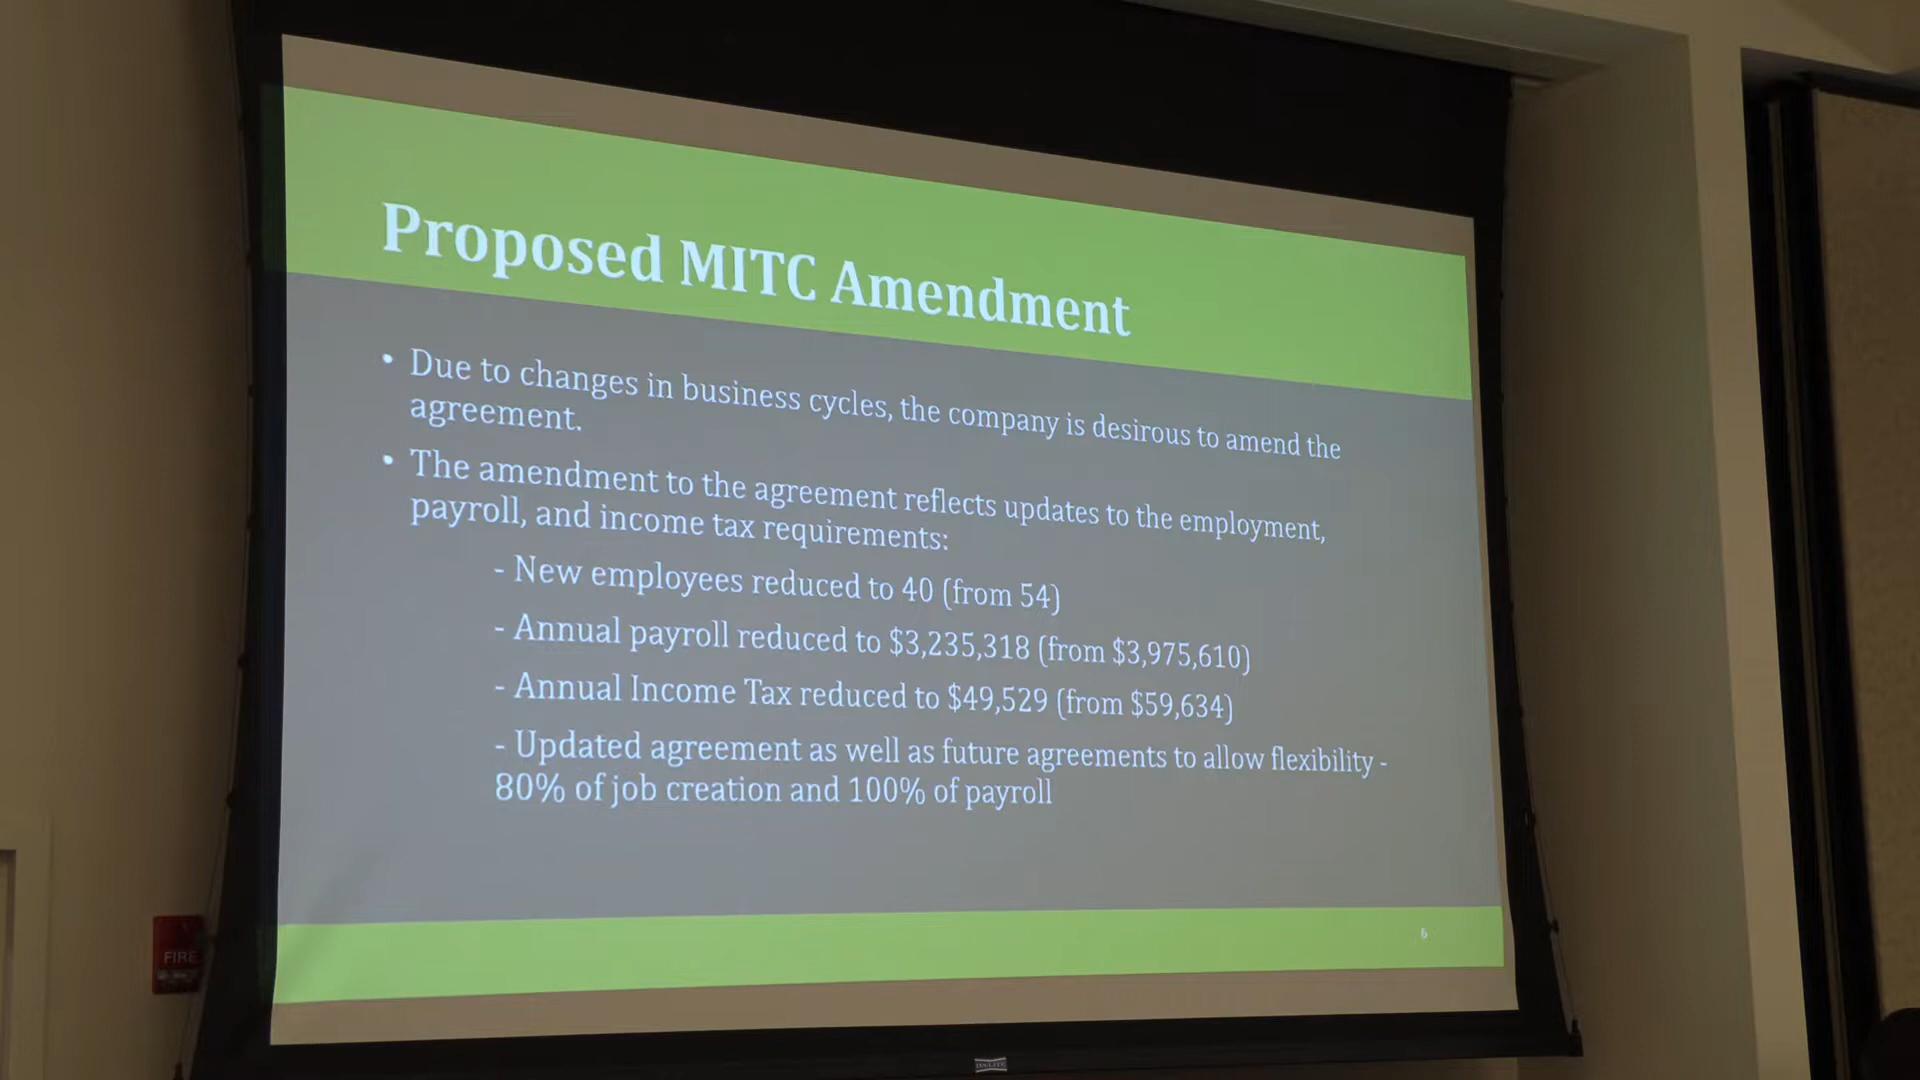 Proposed MITC Amendment
• Due to changes in business cycles, the company is desirous to amend the
agreement.
• The amendment to the agreement reflects updates to the employment,
payroll, and income tax requirements:
- New employees reduced to 40 (from 54)
- Annual payroll reduced to $3,235,318 (from $3,975,610)
- Annual Income Tax reduced to $49,529 (from $59,634)
- Updated agreement as well as future agreements to allow flexibility -
80% of job creation and 100% of payroll
6
FIRE